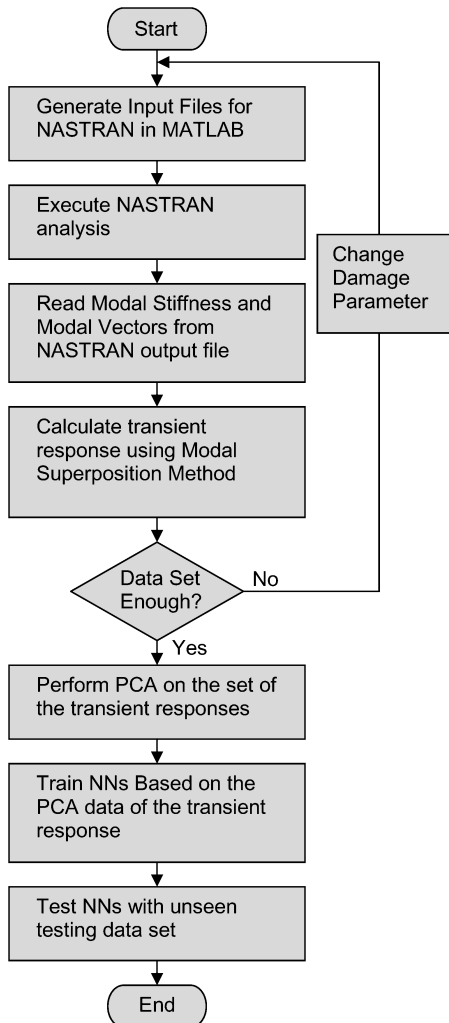 Start
Generate Input Files for
NASTRAN in MATLAB
Execute NASTRAN
analysis
Read Modal Stiffness and
Modal Vectors from
NASTRAN output file
Calculate transient
response using Modal
Superposition Method
Data Set
Enough?
No
Change
Damage
Parameter
Yes
Perform PCA on the set of
the transient responses
Train NNs Based on the
PCA data of the transient
response
Test NNs with unseen
testing data set
End